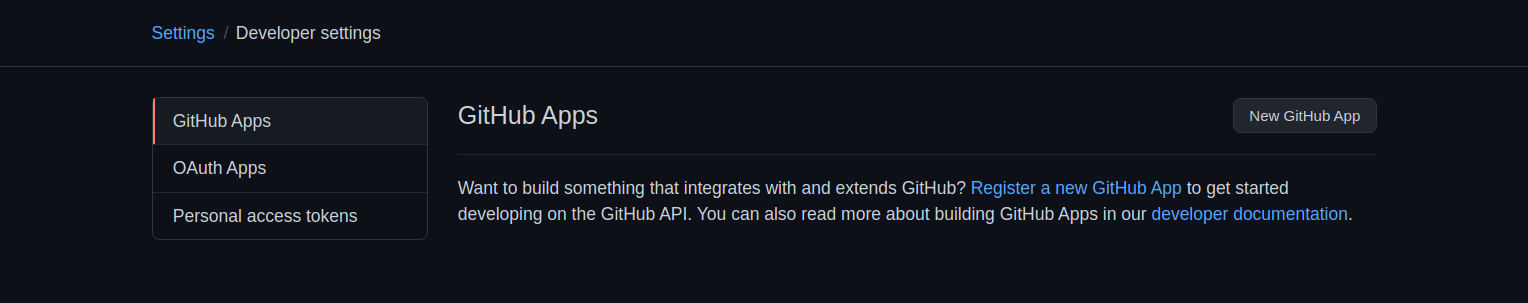 Settings / Developer settings
GitHub Apps
OAuth Apps
Personal access tokens
GitHub Apps
New GitHub App
Want to build something that integrates with and extends GitHub? Register a new GitHub App to get started
developing on the GitHub API. You can also read more about building GitHub Apps in our developer documentation.